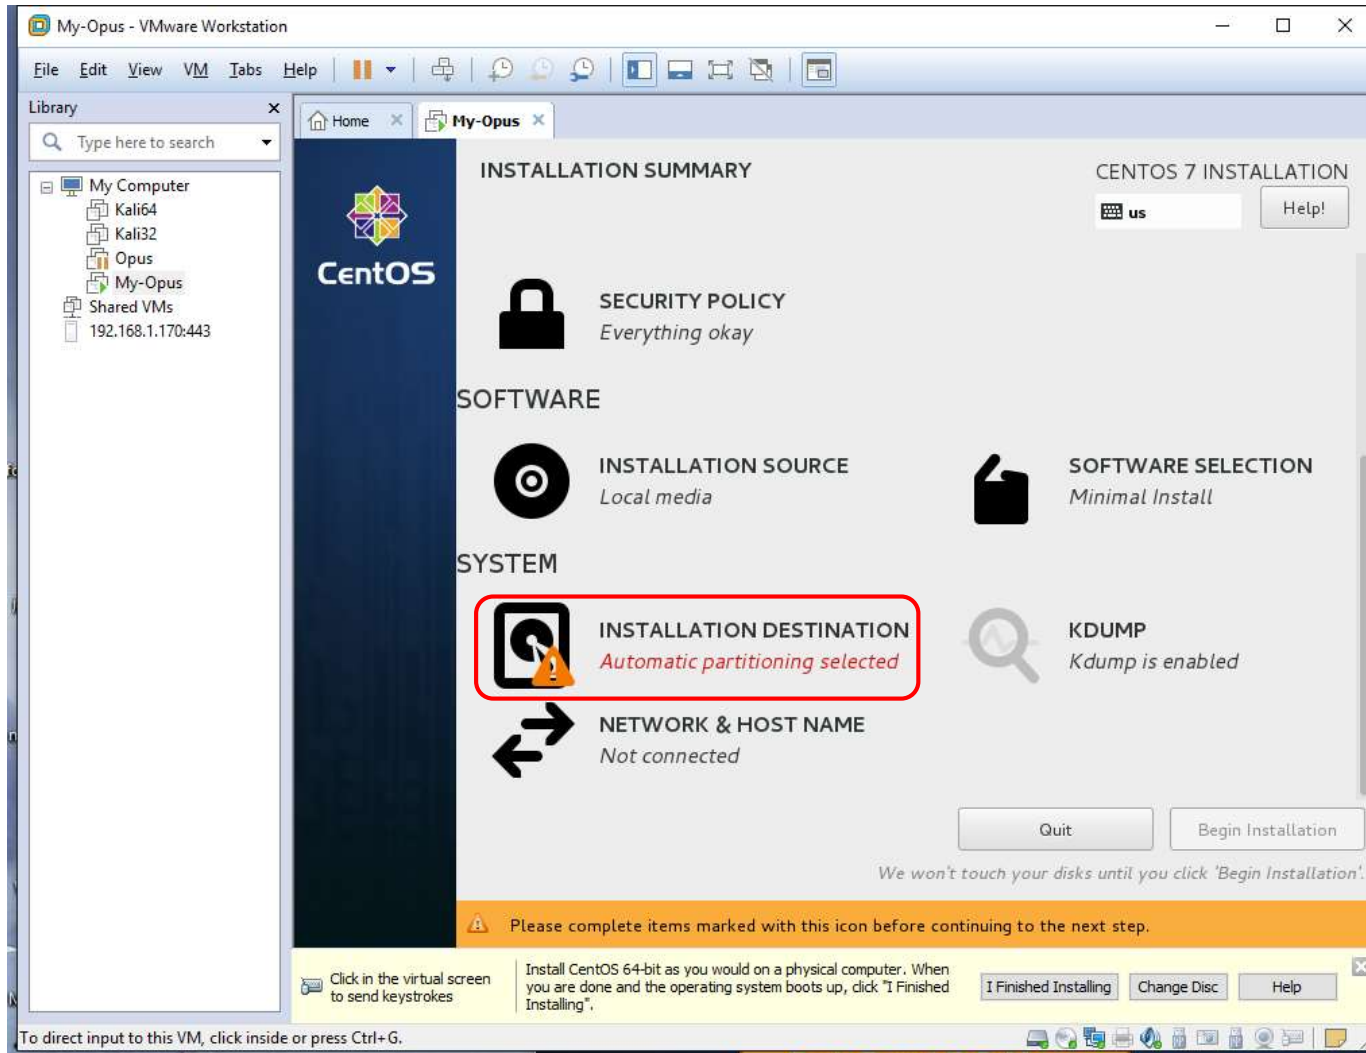 My-Opus - VMware Workstation
File Edit View VM Tabs Help
Library
Type here to search
My Computer
Kali64
Kali32
Opus
My-Opus
Shared VMs
192.168.1.170:443
Home
My-Opus
CentOS
INSTALLATION SUMMARY
CENTOS 7 INSTALLATION
us
Help!
SECURITY POLICY
Everything okay
SOFTWARE
INSTALLATION SOURCE
Local media
SOFTWARE SELECTION
Minimal Install
SYSTEM
INSTALLATION DESTINATION
Automatic partitioning selected
KDUMP
Kdump is enabled
NETWORK & HOST NAME
Not connected
Quit
Begin Installation
We won't touch your disks until you click 'Begin Installation'.
Please complete items marked with this icon before continuing to the next step.
Click in the virtual screen
to send keystrokes
Install CentOS 64-bit as you would on a physical computer. When
you are done and the operating system boots up, click "I Finished
Installing".
I Finished Installing
Change Disc
Help
To direct input to this VM, click inside or press Ctrl+G.